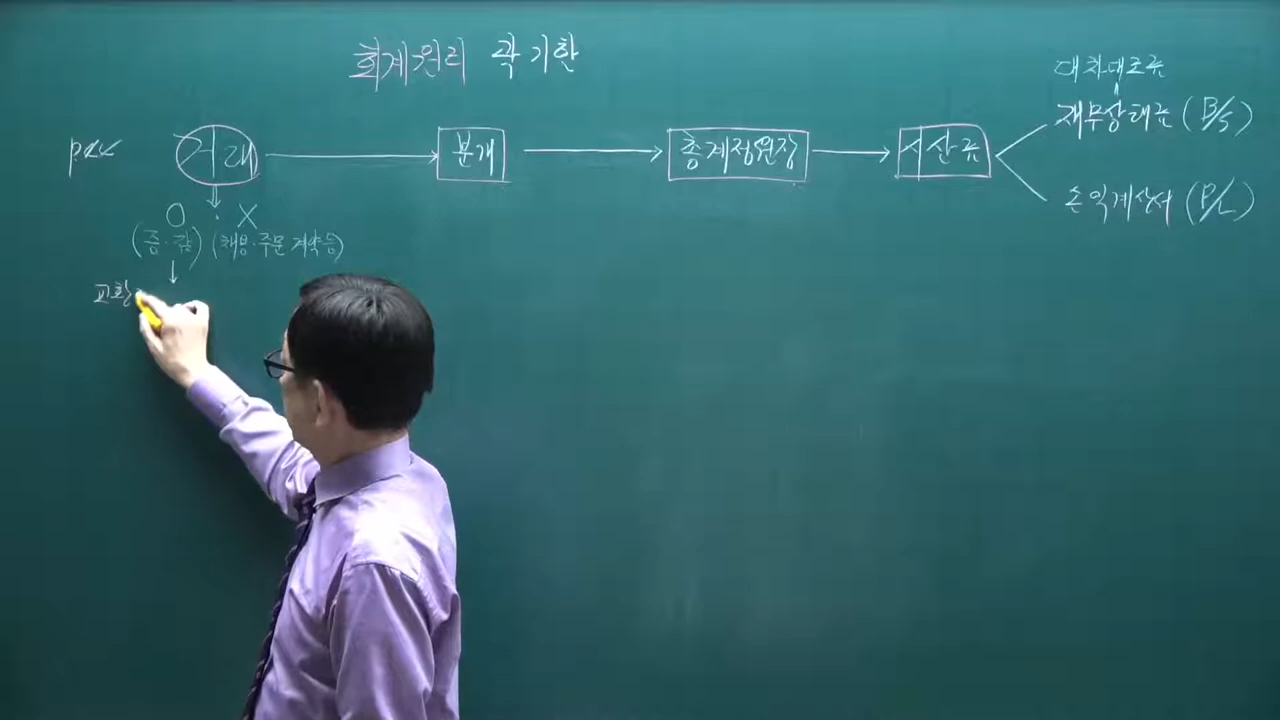 회계원리 곽기환
대차대조표
재무상태표 (B/S)
거래 → 분개 → 총계정원장 → 시산표
손익계산서 (P/L)
O X
(증·감) (채용·주문 계약등)
↓
교환